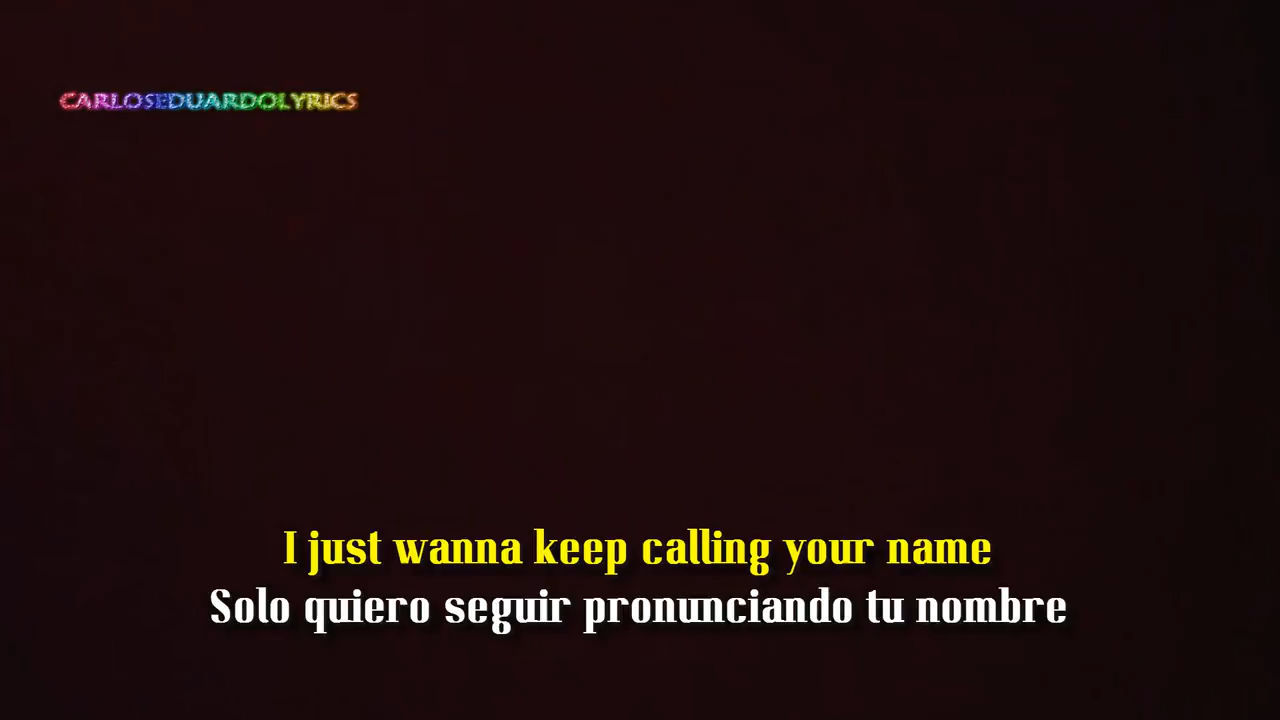 CARLOSEDUARDOLYRICS
I just wanna keep calling your name
Solo quiero seguir pronunciando tu nombre